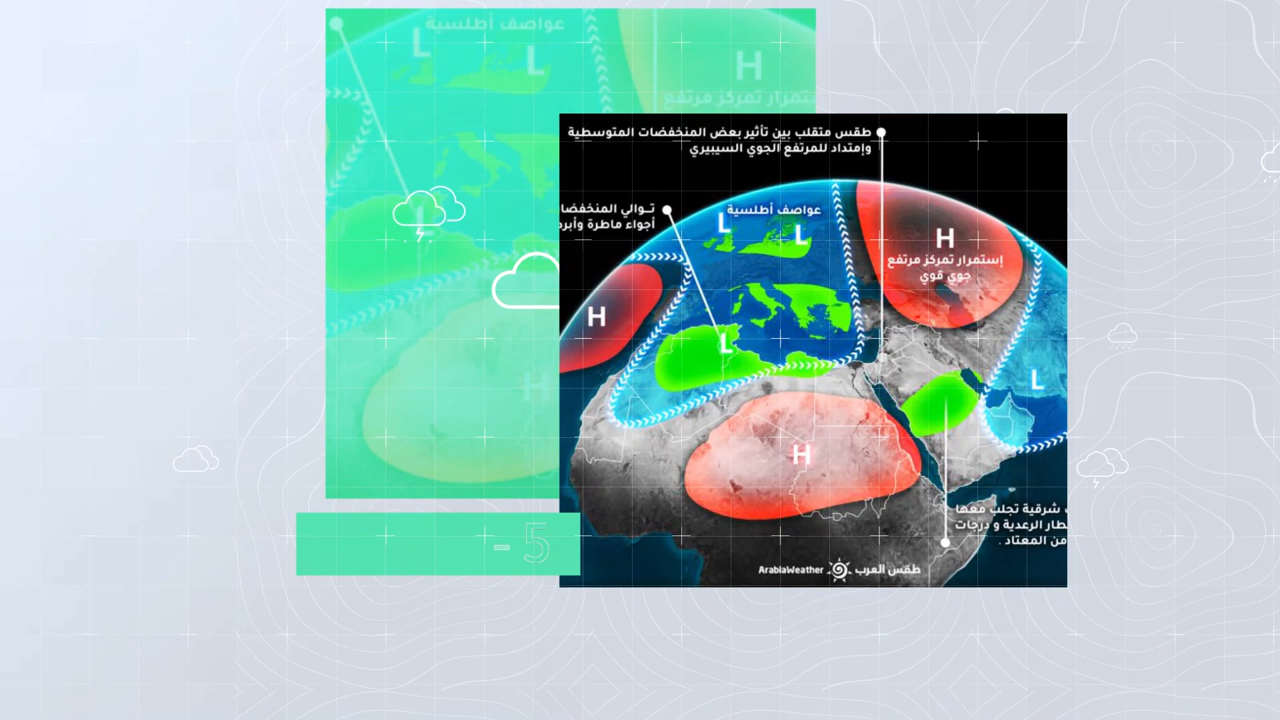 عواصف أطلسية
L
L
H
ستمرار تمركز مرتفع
L
H
- 5
طقس متقلب بين تأثير بعض المنخفضات المتوسطية
وإمتداد للمرتفع الجوي السيبيري
تـوالي المنخفضا
أجواء ماطرة وأبرد
عواصف أطلسية
L
L
H
إستمرار تمركز مرتفع
جوي قوي
H
L
L
H
شرقية تجلب معها
طار الرعدية و درجات
من المعتاد .
ArabiaWeather طقس العرب